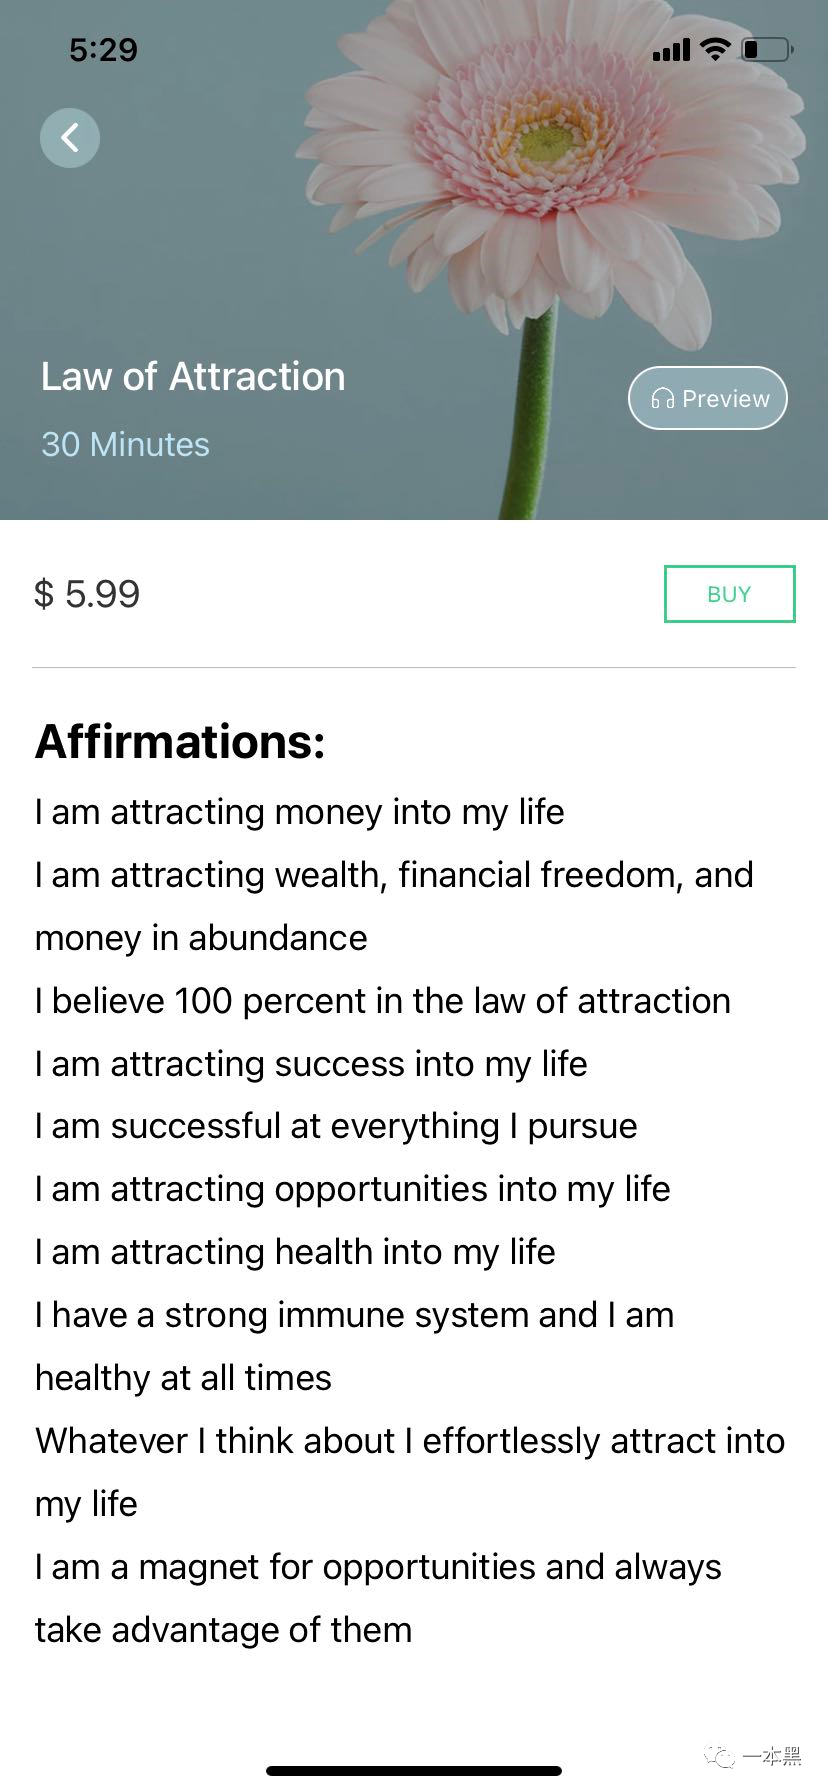 5:29
Law of Attraction
Preview
30 Minutes
$ 5.99
BUY
Affirmations:
I am attracting money into my life
I am attracting wealth, financial freedom, and
money in abundance
I believe 100 percent in the law of attraction
I am attracting success into my life
I am successful at everything I pursue
I am attracting opportunities into my life
I am attracting health into my life
I have a strong immune system and I am
healthy at all times
Whatever I think about I effortlessly attract into
my life
I am a magnet for opportunities and always
take advantage of them
一本黑